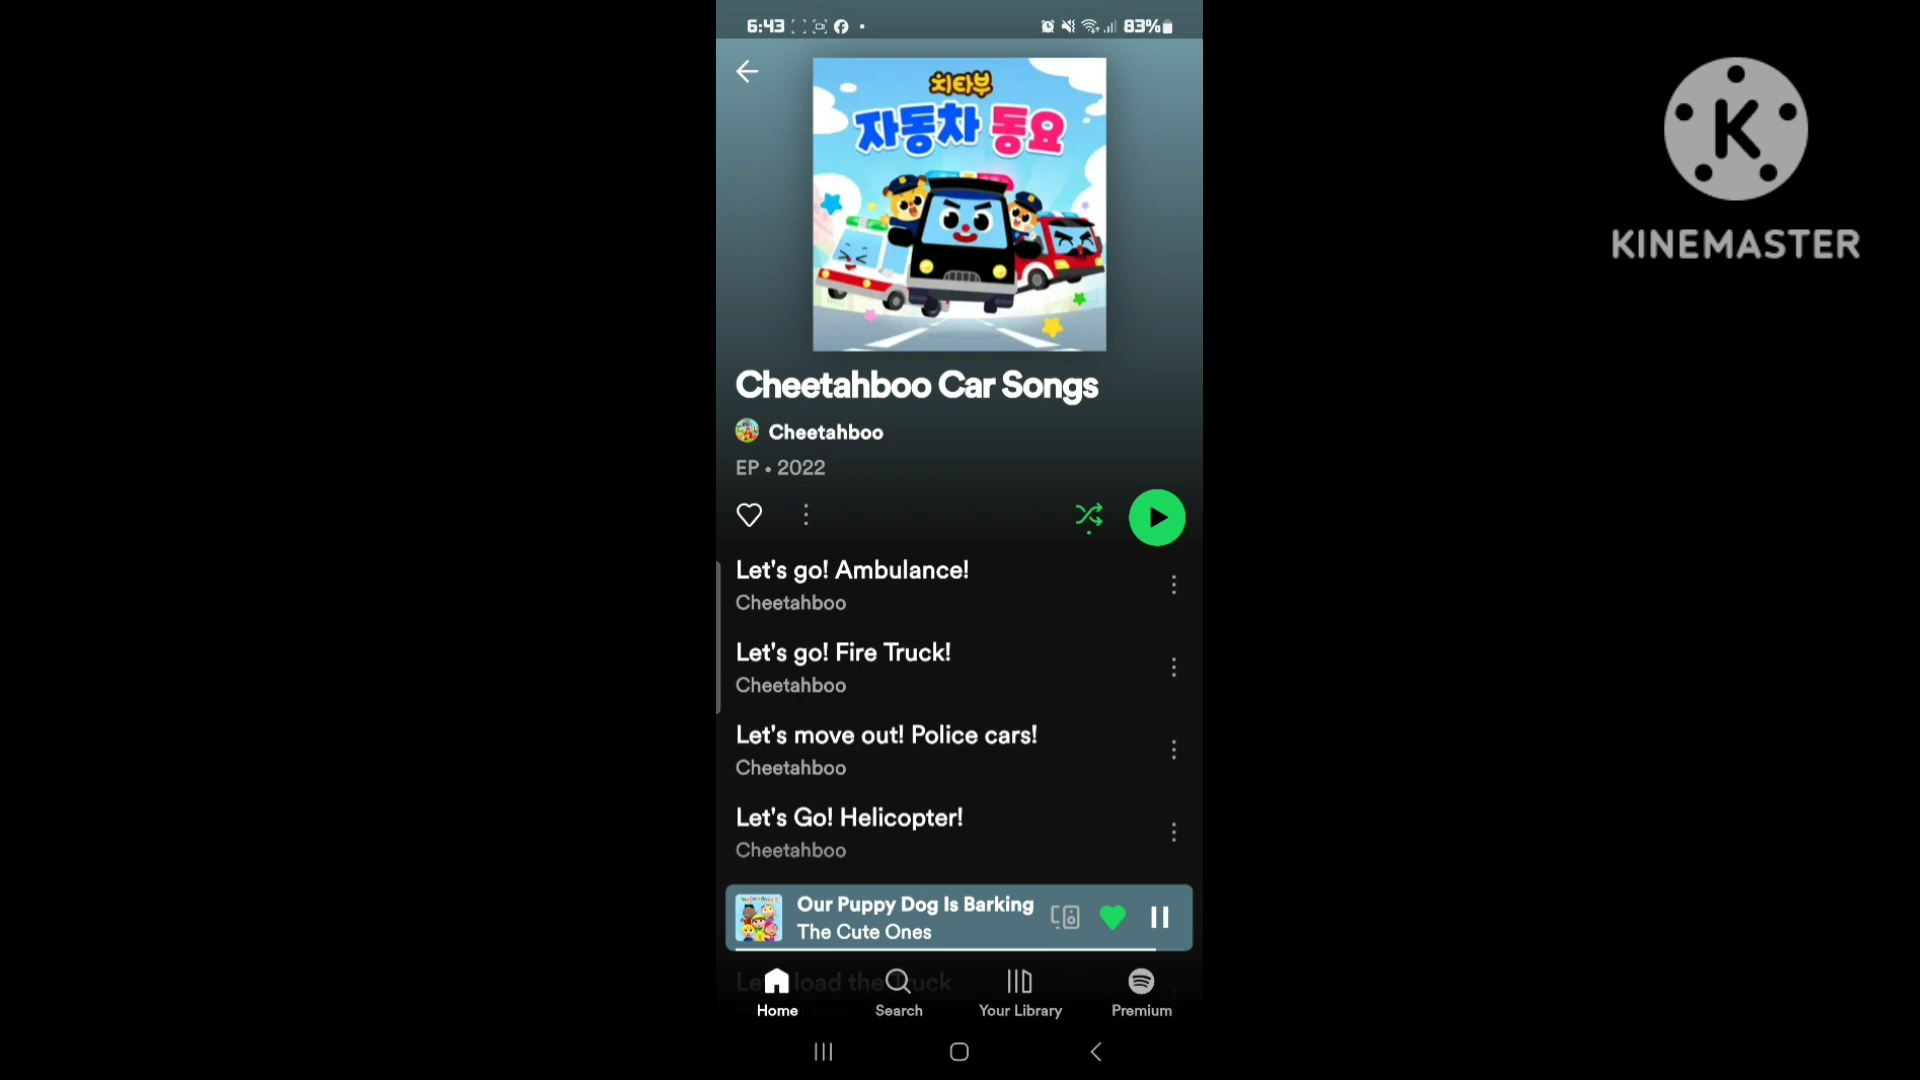 6:43
83%
치타부
자동차 동요
Cheetahboo Car Songs
Cheetahboo
EP • 2022
Let's go! Ambulance!
Cheetahboo
Let's go! Fire Truck!
Cheetahboo
Let's move out! Police cars!
Cheetahboo
Let's Go! Helicopter!
Cheetahboo
Our Puppy Dog Is Barking
The Cute Ones
load the
Home
Search
Your Library
Premium
K
KINEMASTER